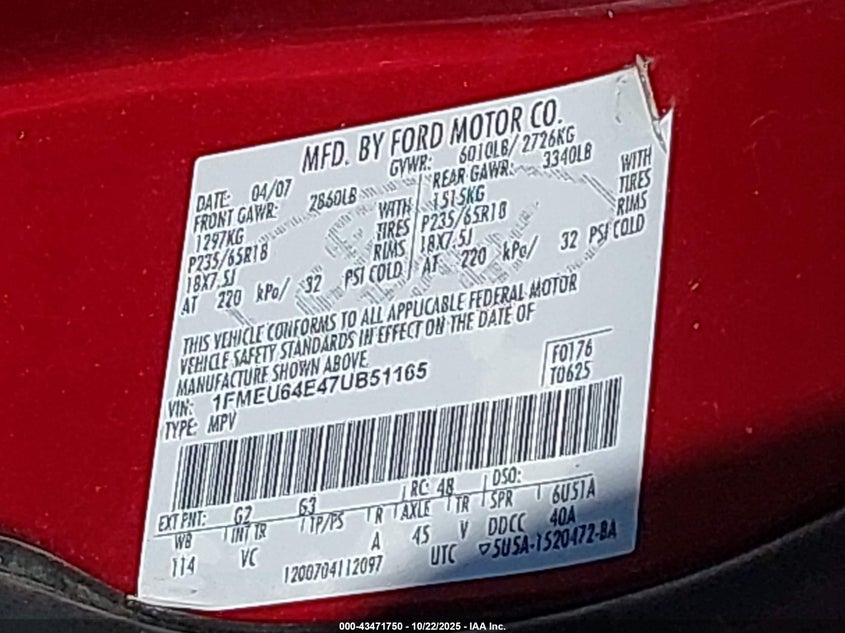 MFD. BY FORD MOTOR CO.
DATE: 04/07 GVWR: 6010LB/ 2726KG
FRONT GAWR: 2860LB REAR GAWR: 3340LB
1297KG WITH 1515KG WITH
P235/65R18 TIRES P235/65R18 TIRES
18X7.5J RIMS 18X7.5J RIMS
AT 220 kPa/ 32 PSI COLD AT 220 kPa/ 32 PSI COLD
THIS VEHICLE CONFORMS TO ALL APPLICABLE FEDERAL MOTOR
VEHICLE SAFETY STANDARDS IN EFFECT ON THE DATE OF
MANUFACTURE SHOWN ABOVE.
VIN: 1FMEU64E47UB51165 F0176
TYPE: MPV T0625
EXT PNT: G2 G3 RC: 48 DSO:
WB INT TR TP/PS R AXLE TR SPR 6U51A
114 VC A 45 V DDCC 40A
1200704112097 UTC ▽5U5A-1520472-BA
000-43471750 | 10/22/2025 - IAA Inc.